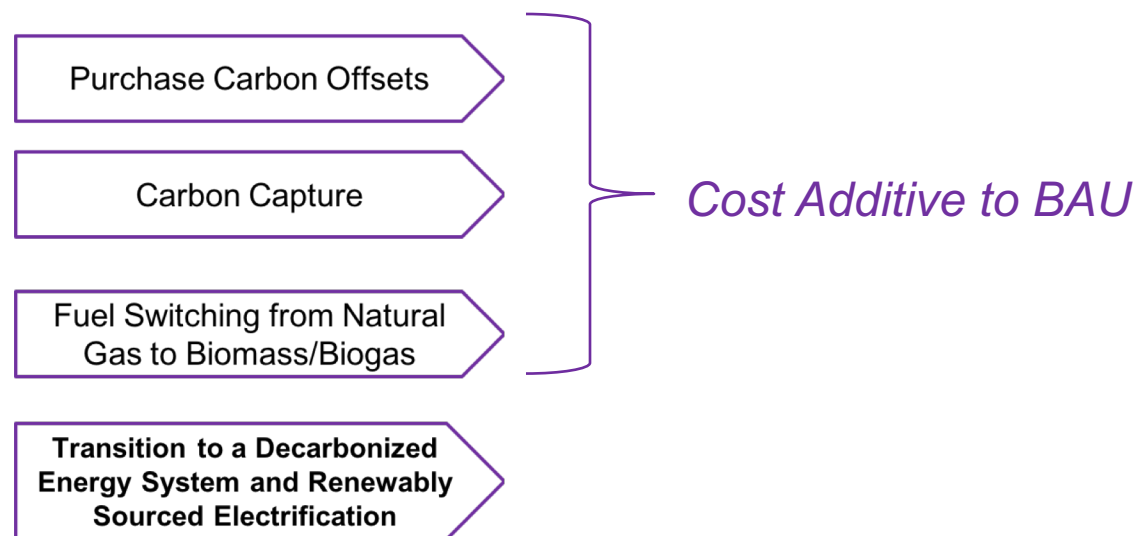 Purchase Carbon Offsets
Carbon Capture
Cost Additive to BAU
Fuel Switching from Natural
Gas to Biomass/Biogas
Transition to a Decarbonized
Energy System and Renewably
Sourced Electrification